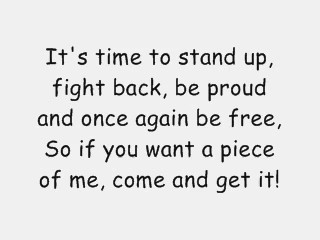 It's time to stand up,
fight back, be proud
and once again be free,
So if you want a piece
of me, come and get it!